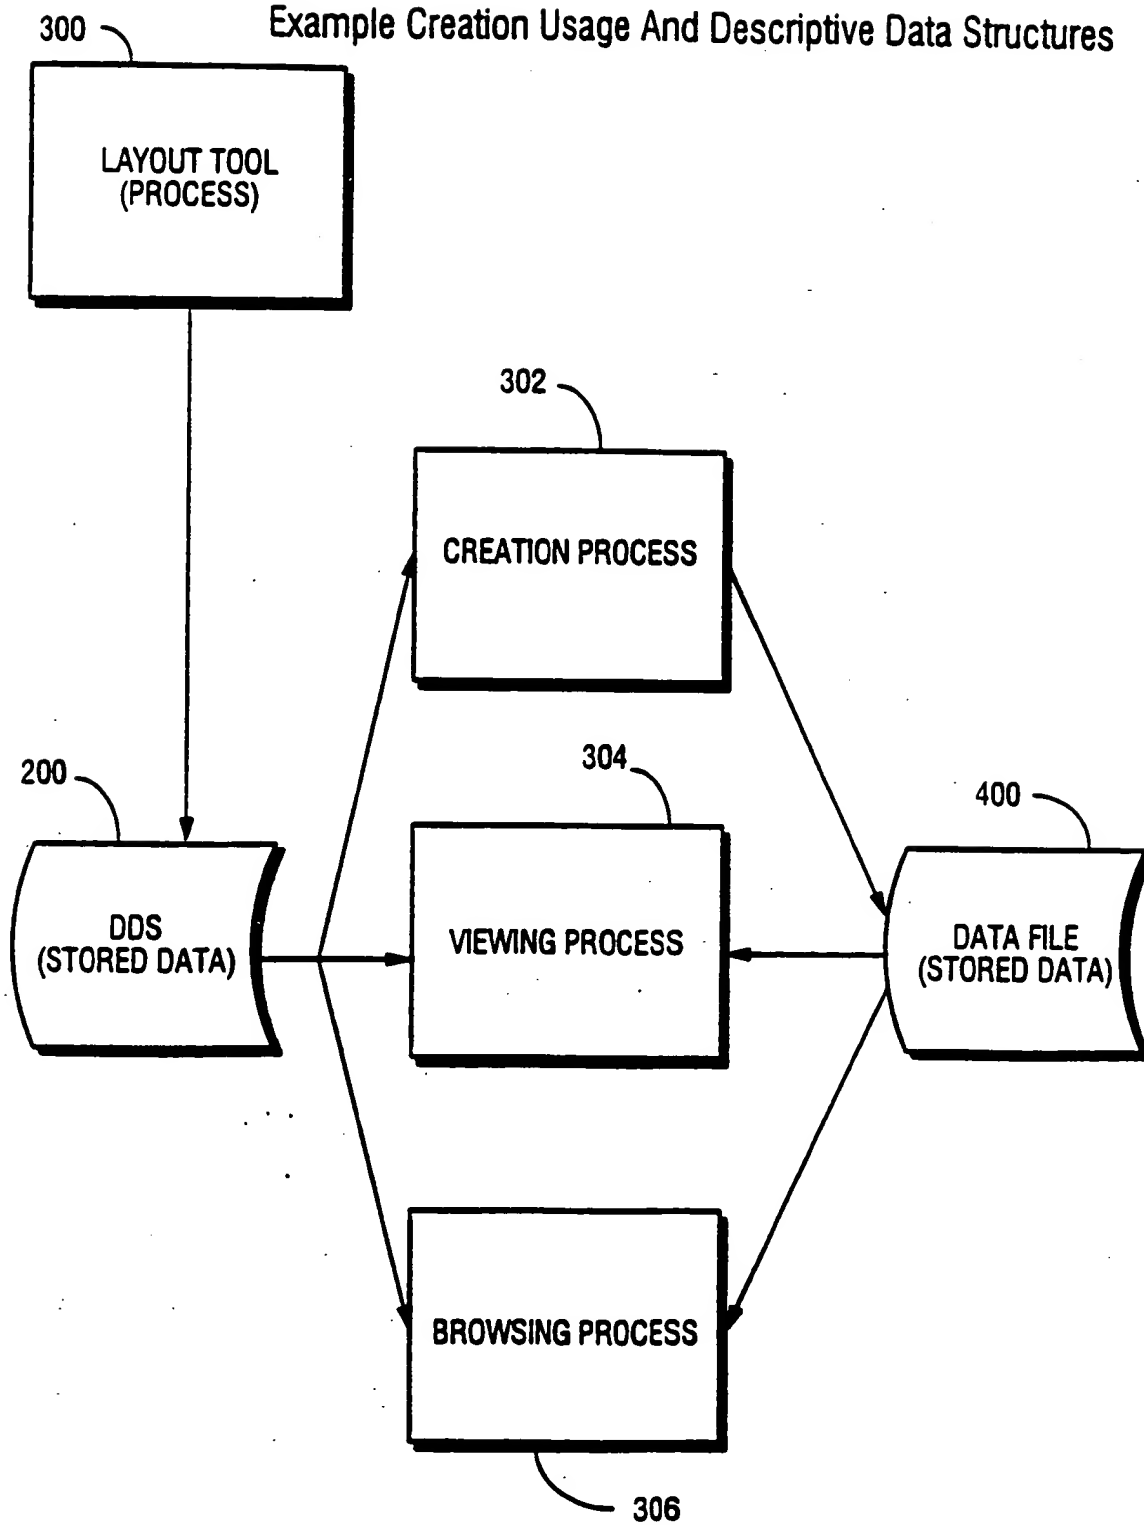 300
Example Creation Usage And Descriptive Data Structures
LAYOUT TOOL
(PROCESS)
302
CREATION PROCESS
200
304
400
DDS
(STORED DATA)
VIEWING PROCESS
DATA FILE
(STORED DATA)
BROWSING PROCESS
306